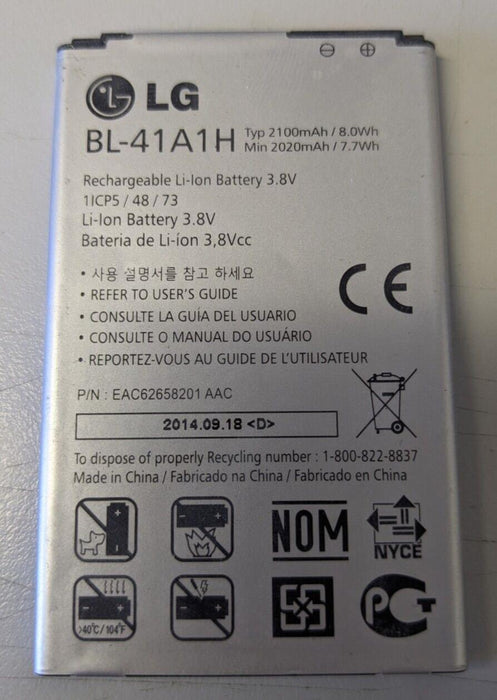 LG
BL-41A1H Typ 2100mAh / 8.0Wh
Min 2020mAh / 7.7Wh
Rechargeable Li-Ion Battery 3.8V
1ICP5 / 48 / 73
Li-Ion Battery 3.8V
Bateria de Li-íon 3,8Vcc
• 사용 설명서를 참고 하세요
• REFER TO USER'S GUIDE
• CONSULTE LA GUÍA DEL USUARIO
• CONSULTE O MANUAL DO USUÁRIO
• REPORTEZ-VOUS AU GUIDE DE L'UTILISATEUR
CE
P/N : EAC62658201 AAC
2014.09.18 <D>
To dispose of properly Recycling number : 1-800-822-8837
Made in China / Fabricado na China / Fabricado en China
NOM
NYCE
>40°C / 104°F
PCT